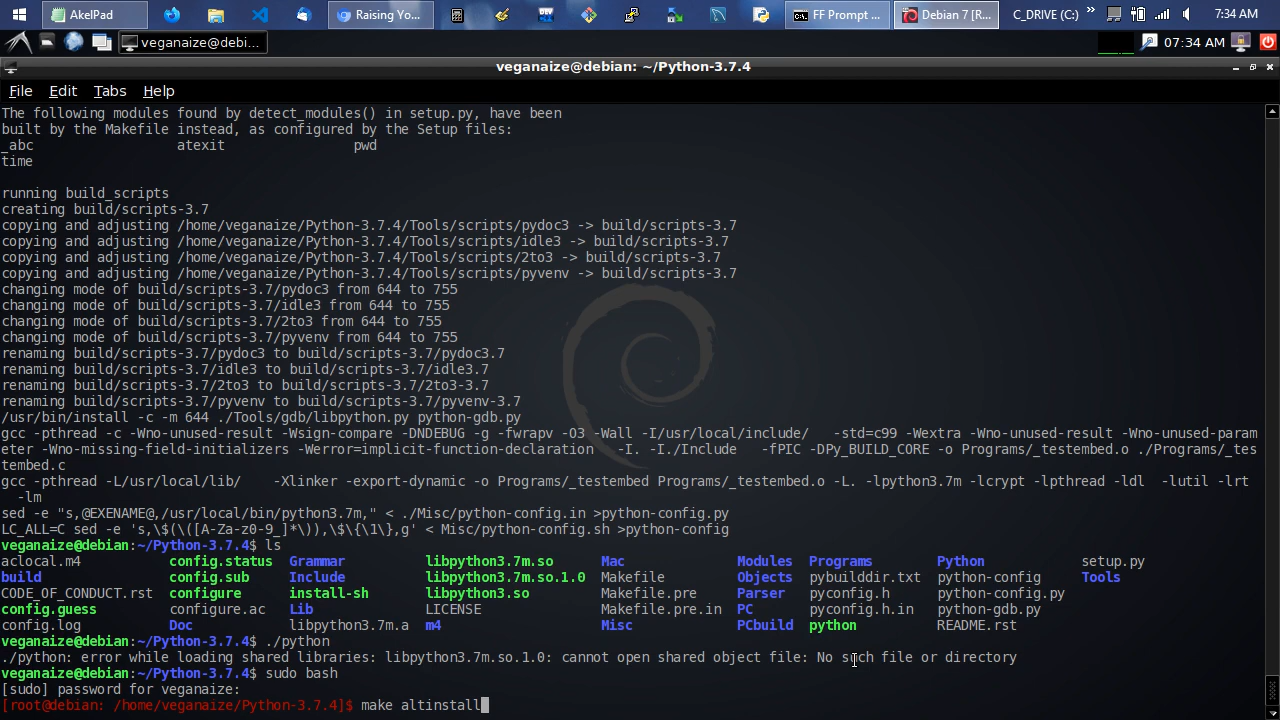 AkelPad
Raising Yo...
FF Prompt ...
Debian 7 [R...
C_DRIVE (C:)
7:34 AM
veganaize@debi...
07:34 AM
veganaize@debian: ~/Python-3.7.4
File Edit Tabs Help
The following modules found by detect_modules() in setup.py, have been
built by the Makefile instead, as configured by the Setup files:
_abc atexit pwd
time
running build_scripts
creating build/scripts-3.7
copying and adjusting /home/veganaize/Python-3.7.4/Tools/scripts/pydoc3 -> build/scripts-3.7
copying and adjusting /home/veganaize/Python-3.7.4/Tools/scripts/idle3 -> build/scripts-3.7
copying and adjusting /home/veganaize/Python-3.7.4/Tools/scripts/2to3 -> build/scripts-3.7
copying and adjusting /home/veganaize/Python-3.7.4/Tools/scripts/pyvenv -> build/scripts-3.7
changing mode of build/scripts-3.7/pydoc3 from 644 to 755
changing mode of build/scripts-3.7/idle3 from 644 to 755
changing mode of build/scripts-3.7/2to3 from 644 to 755
changing mode of build/scripts-3.7/pyvenv from 644 to 755
renaming build/scripts-3.7/pydoc3 to build/scripts-3.7/pydoc3.7
renaming build/scripts-3.7/idle3 to build/scripts-3.7/idle3.7
renaming build/scripts-3.7/2to3 to build/scripts-3.7/2to3-3.7
renaming build/scripts-3.7/pyvenv to build/scripts-3.7/pyvenv-3.7
/usr/bin/install -c -m 644 ./Tools/gdb/libpython.py python-gdb.py
gcc -pthread -c -Wno-unused-result -Wsign-compare -DNDEBUG -g -fwrapv -O3 -Wall -I/usr/local/include/ -std=c99 -Wextra -Wno-unused-result -Wno-unused-param
eter -Wno-missing-field-initializers -Werror=implicit-function-declaration -I. -I./Include -fPIC -DPy_BUILD_CORE -o Programs/_testembed.o ./Programs/_tes
tembed.c
gcc -pthread -L/usr/local/lib/ -Xlinker -export-dynamic -o Programs/_testembed Programs/_testembed.o -L. -lpython3.7m -lcrypt -lpthread -ldl -lutil -lrt
-lm
sed -e "s,@EXENAME@,/usr/local/bin/python3.7m," < ./Misc/python-config.in >python-config.py
LC_ALL=C sed -e 's,\$(\([A-Za-z0-9_]*\)),\$\{\1\},g' < Misc/python-config.sh >python-config
veganaize@debian:~/Python-3.7.4$ ls
aclocal.m4 config.status Grammar libpython3.7m.so Mac Modules Programs Python setup.py
build config.sub Include libpython3.7m.so.1.0 Makefile Objects pybuilddir.txt python-config Tools
CODE_OF_CONDUCT.rst configure install-sh libpython3.so Makefile.pre Parser pyconfig.h python-config.py
config.guess configure.ac Lib LICENSE Makefile.pre.in PC pyconfig.h.in python-gdb.py
config.log Doc libpython3.7m.a m4 Misc PCbuild python README.rst
veganaize@debian:~/Python-3.7.4$ ./python
./python: error while loading shared libraries: libpython3.7m.so.1.0: cannot open shared object file: No such file or directory
veganaize@debian:~/Python-3.7.4$ sudo bash
[sudo] password for veganaize:
[root@debian: /home/veganaize/Python-3.7.4]$ make altinstall